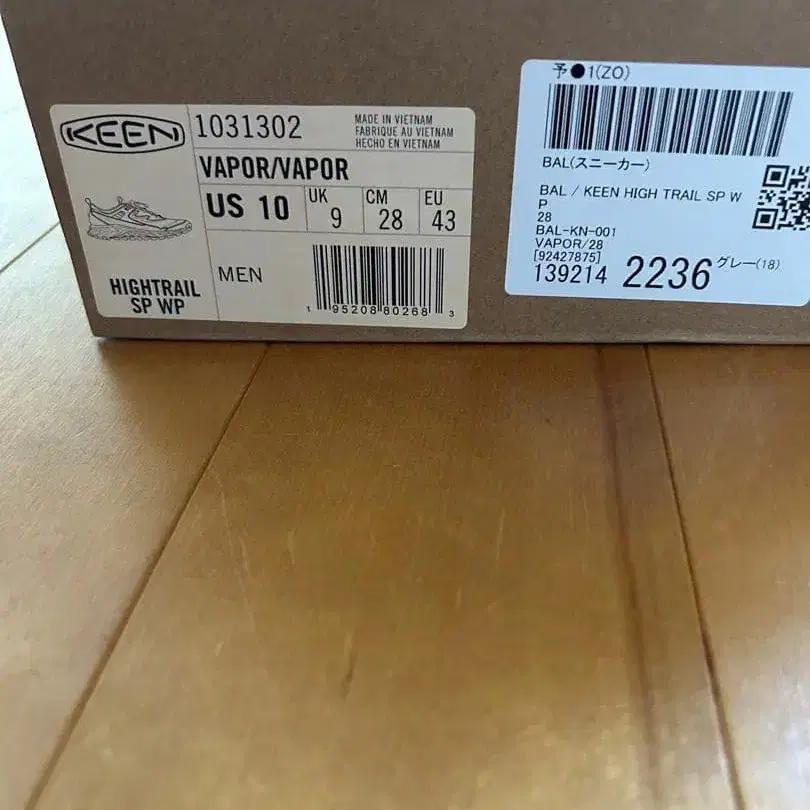 KEEN
1031302
MADE IN VIETNAM
FABRIQUE AU VIETNAM
HECHO EN VIETNAM
VAPOR/VAPOR
US 10
UK
9
CM
28
EU
43
HIGHTRAIL
SP WP
MEN
1 95208 80268 3
予●1(ZO)
BAL(スニーカー)
BAL / KEEN HIGH TRAIL SP W
P
28
BAL-KN-001
VAPOR/28
[92427875]
139214 2236 グレー(18)